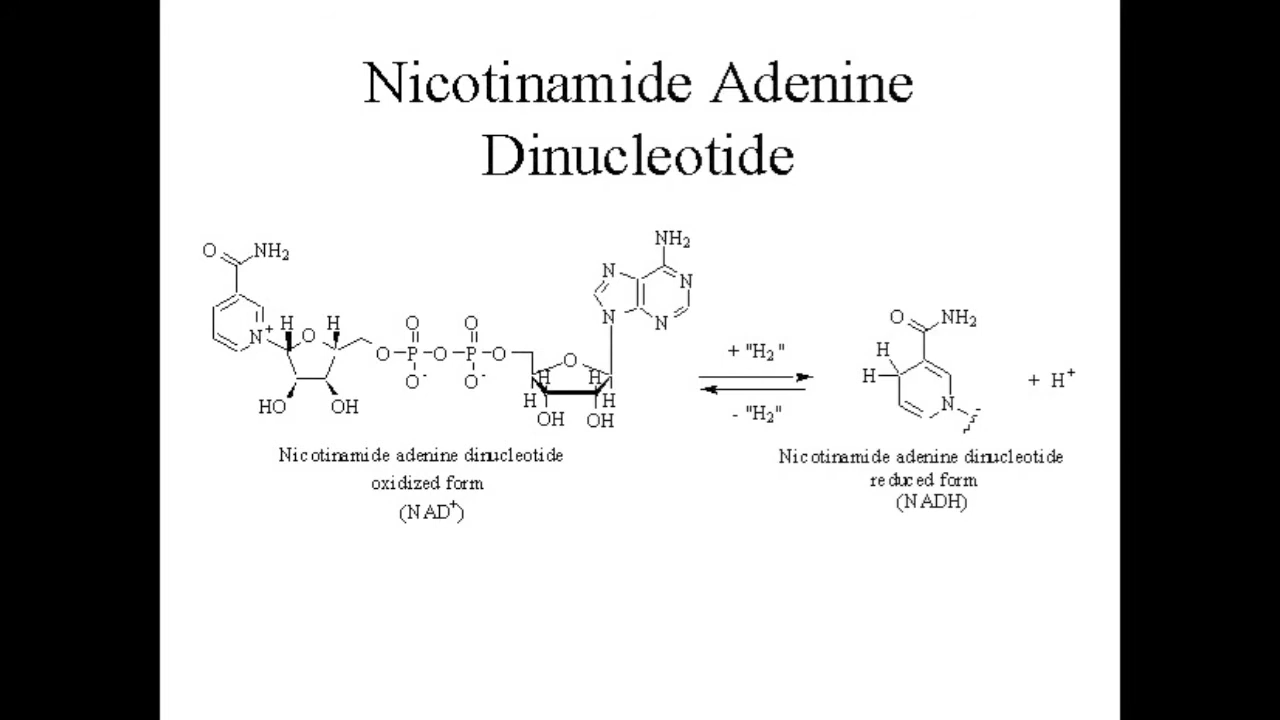 Nicotinamide Adenine
Dinucleotide
O NH2
N+ H O H
HO OH
O O
O P O P O
O- O-
NH2
N N
N N
O
H H
H H
OH OH
+ "H2"
- "H2"
O NH2
H
H
N
+ H+
Nicotinamide adenine dinucleotide
oxidized form
(NAD+)
Nicotinamide adenine dinucleotide
reduced form
(NADH)